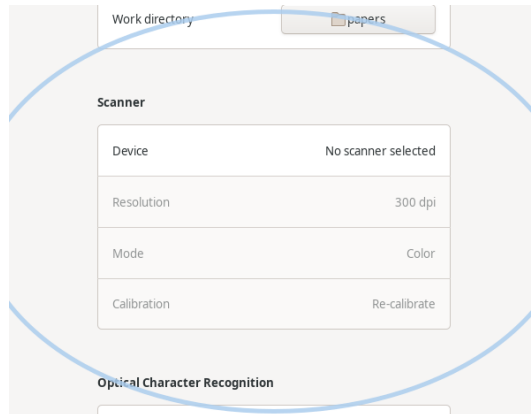 Work directory papers
Scanner
Device No scanner selected
Resolution 300 dpi
Mode Color
Calibration Re-calibrate
Optical Character Recognition